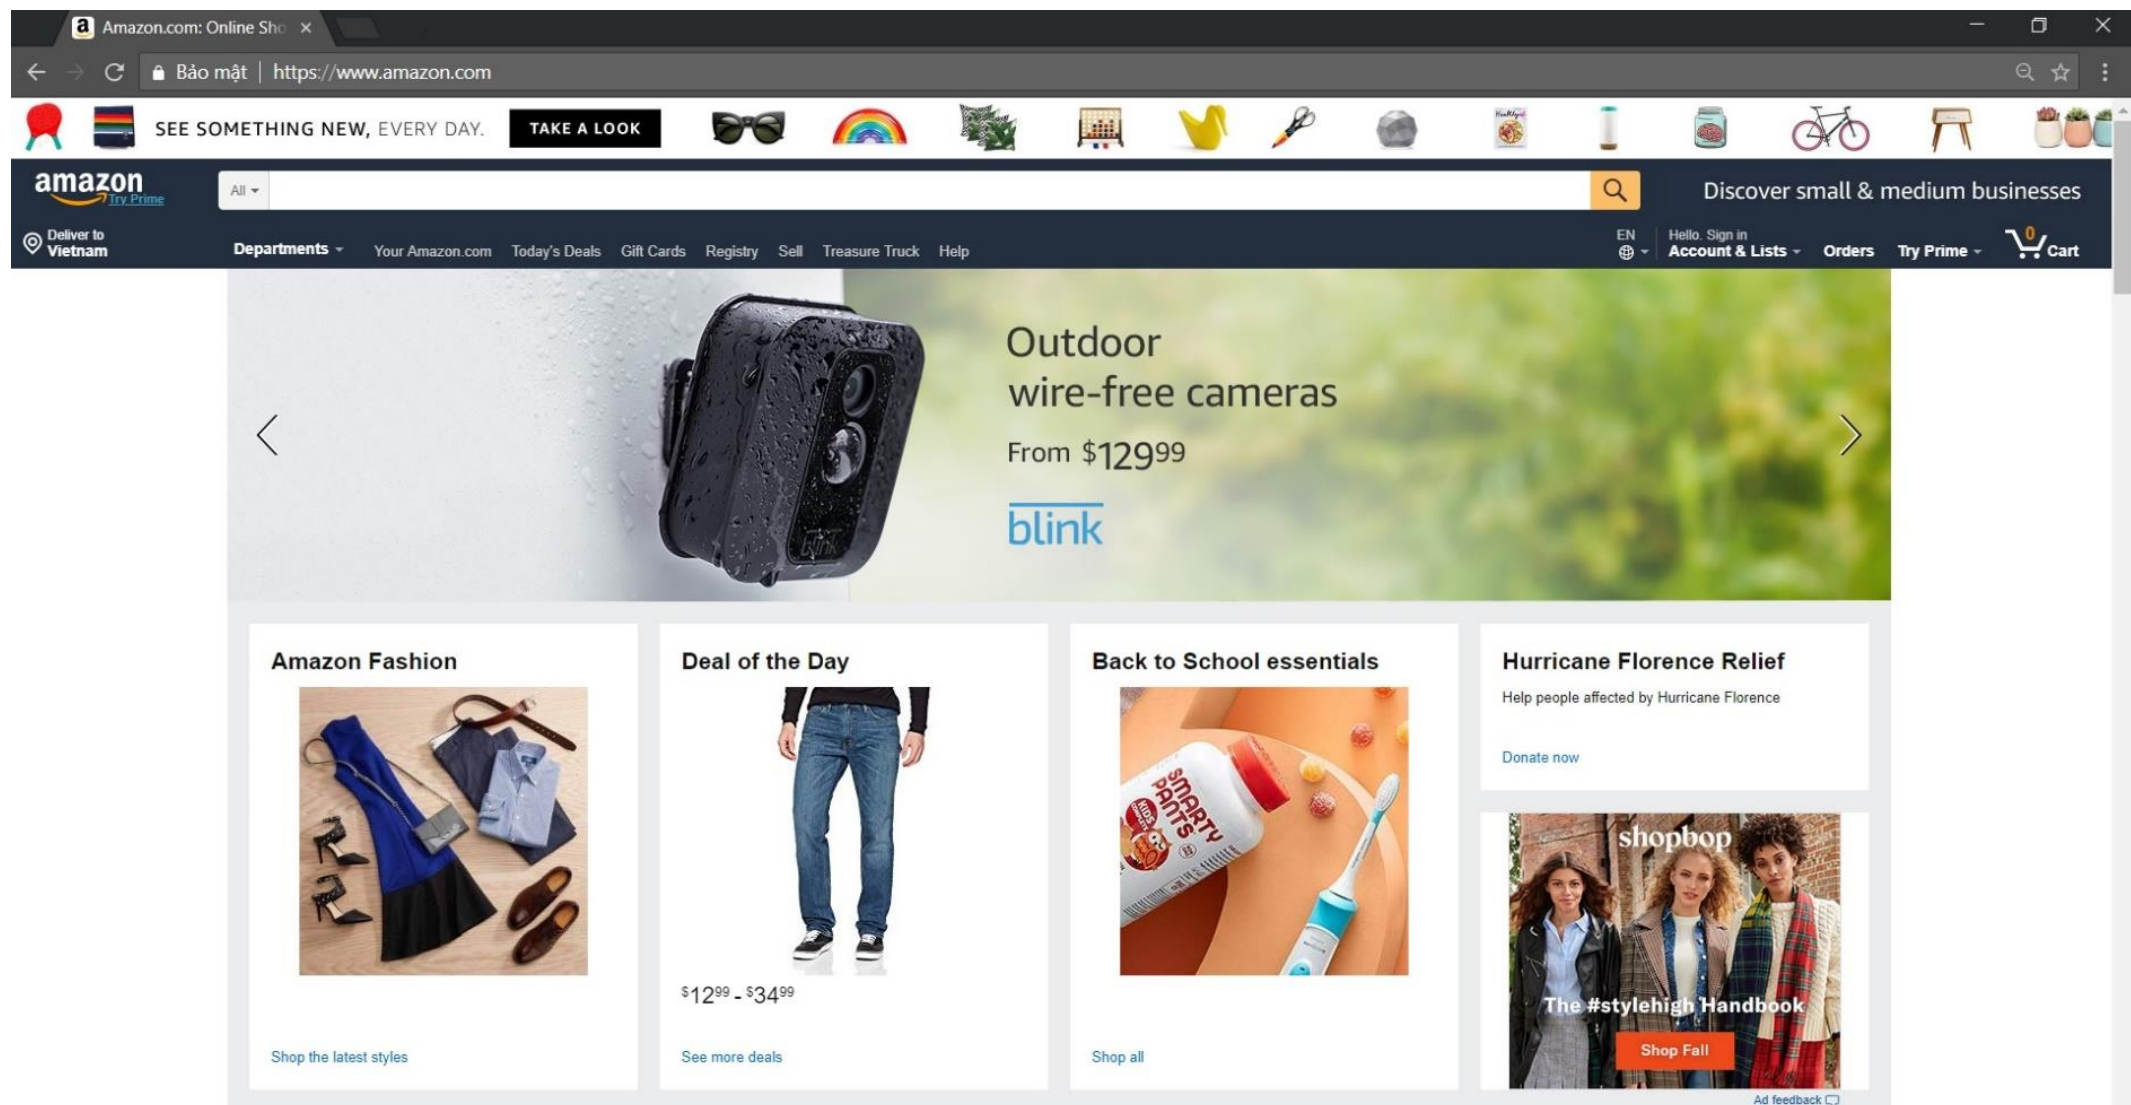 Amazon.com: Online Sho
Bảo mật | https://www.amazon.com
SEE SOMETHING NEW, EVERY DAY. TAKE A LOOK
amazon
Try Prime
All
Discover small & medium businesses
Deliver to
Vietnam
Departments Your Amazon.com Today's Deals Gift Cards Registry Sell Treasure Truck Help
EN
Hello. Sign in
Account & Lists Orders Try Prime 0 Cart
Outdoor
wire-free cameras
From $12999
blink
blink
Amazon Fashion
Shop the latest styles
Deal of the Day
$1299 - $3499
See more deals
Back to School essentials
SMARTY
PANTS
KIDS
COMPLETE
Shop all
Hurricane Florence Relief
Help people affected by Hurricane Florence
Donate now
shopbop
The #stylehigh Handbook
Shop Fall
Ad feedback